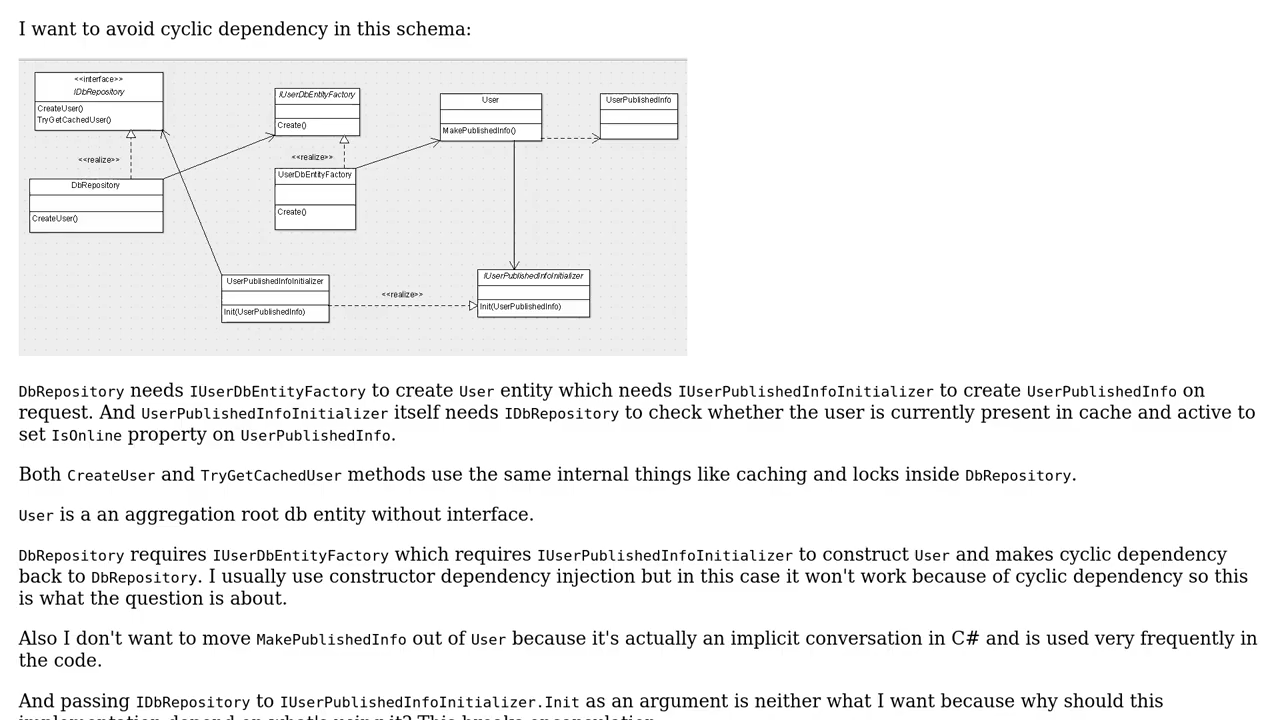 I want to avoid cyclic dependency in this schema:
<<interface>>
IDbRepository
CreateUser()
TryGetCachedUser()
IUserDbEntityFactory
Create()
User
MakePublishedInfo()
UserPublishedInfo
<<realize>>
<<realize>>
DbRepository
CreateUser()
UserDbEntityFactory
Create()
UserPublishedInfoInitializer
Init(UserPublishedInfo)
<<realize>>
IUserPublishedInfoInitializer
Init(UserPublishedInfo)
DbRepository needs IUserDbEntityFactory to create User entity which needs IUserPublishedInfoInitializer to create UserPublishedInfo on
request. And UserPublishedInfoInitializer itself needs IDbRepository to check whether the user is currently present in cache and active to
set IsOnline property on UserPublishedInfo.
Both CreateUser and TryGetCachedUser methods use the same internal things like caching and locks inside DbRepository.
User is a an aggregation root db entity without interface.
DbRepository requires IUserDbEntityFactory which requires IUserPublishedInfoInitializer to construct User and makes cyclic dependency
back to DbRepository. I usually use constructor dependency injection but in this case it won't work because of cyclic dependency so this
is what the question is about.
Also I don't want to move MakePublishedInfo out of User because it's actually an implicit conversation in C# and is used very frequently in
the code.
And passing IDbRepository to IUserPublishedInfoInitializer.Init as an argument is neither what I want because why should this
implementation depend on what's using it? This breaks encapsulation.